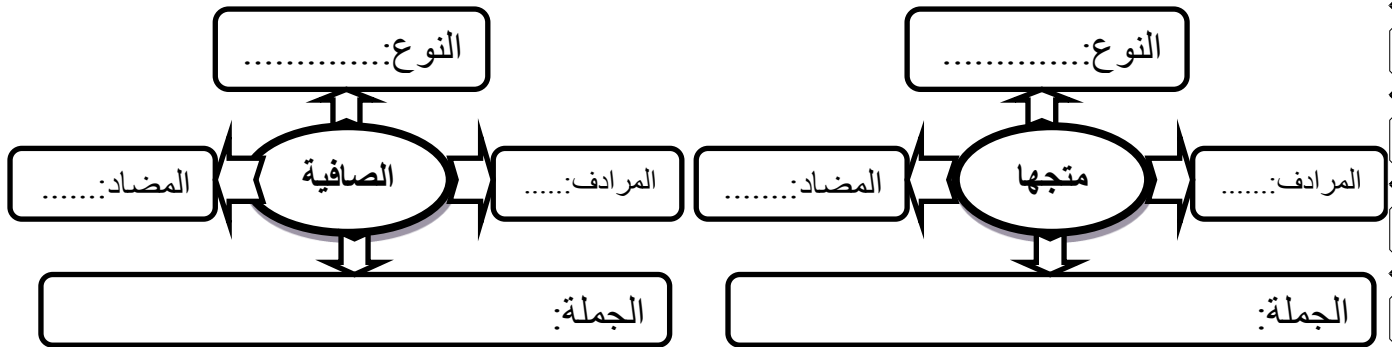 النوع:.............
النوع:.............
المرادف:......
متجها
المضاد:.......
المرادف:.....
الصافية
المضاد:.......
الجملة:
الجملة: